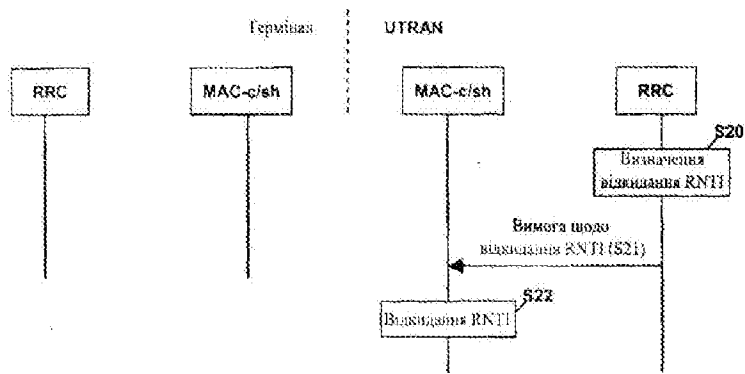 Термінал UTRAN
RRC MAC-c/sh MAC-c/sh RRC
S20
Визначення
відкидання RNTI
Вимога щодо
відкидання RNTI (S21)
S22
Відкидання RNTI